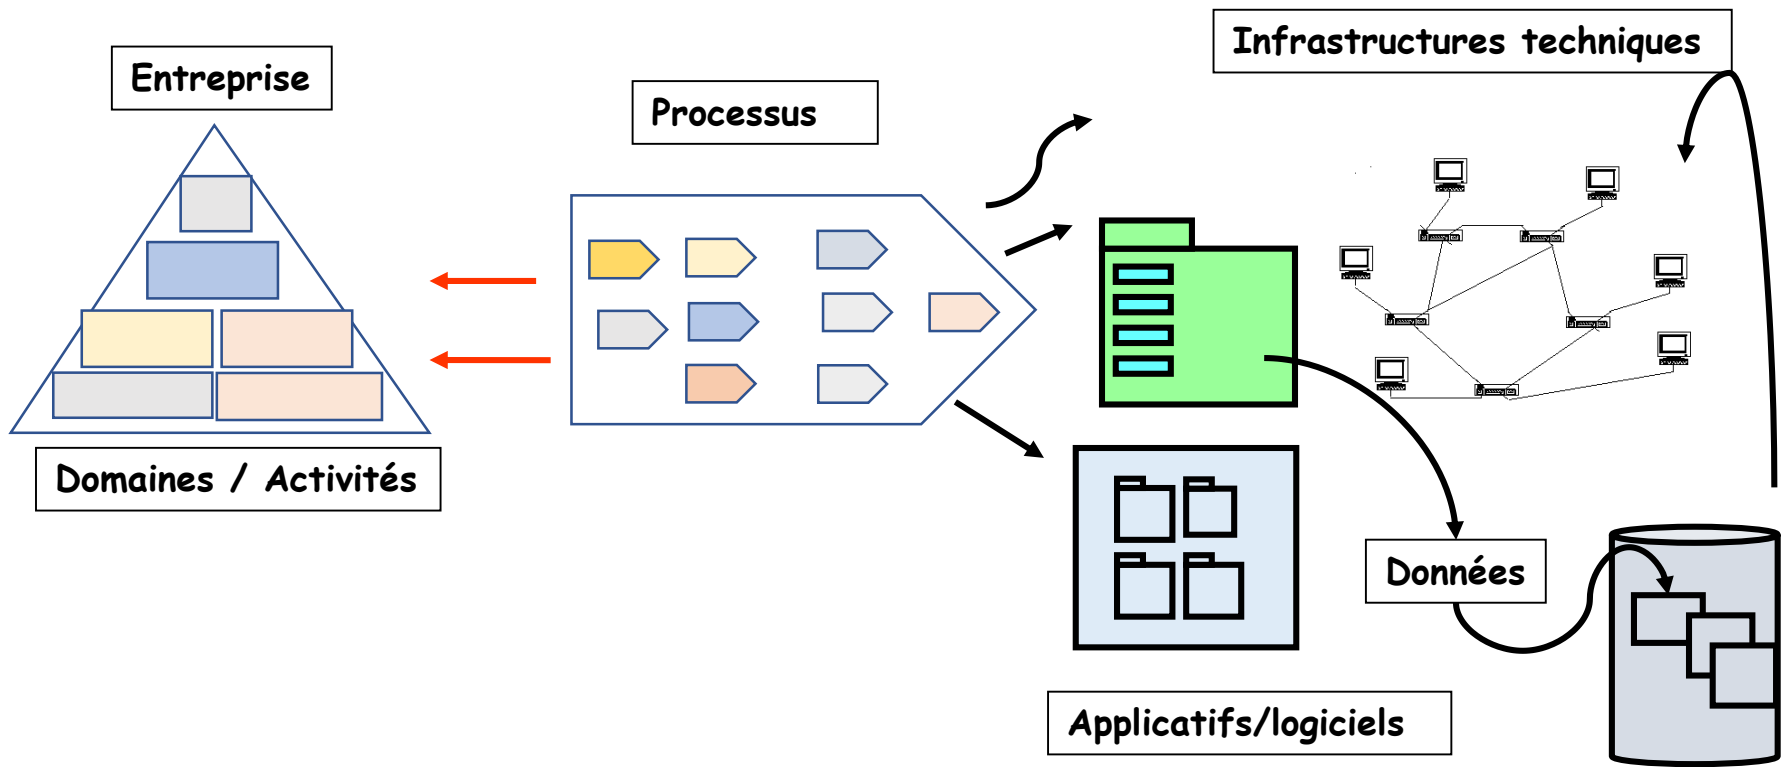 Entreprise
Processus
Infrastructures techniques
Domaines / Activités
Données
Applicatifs/logiciels